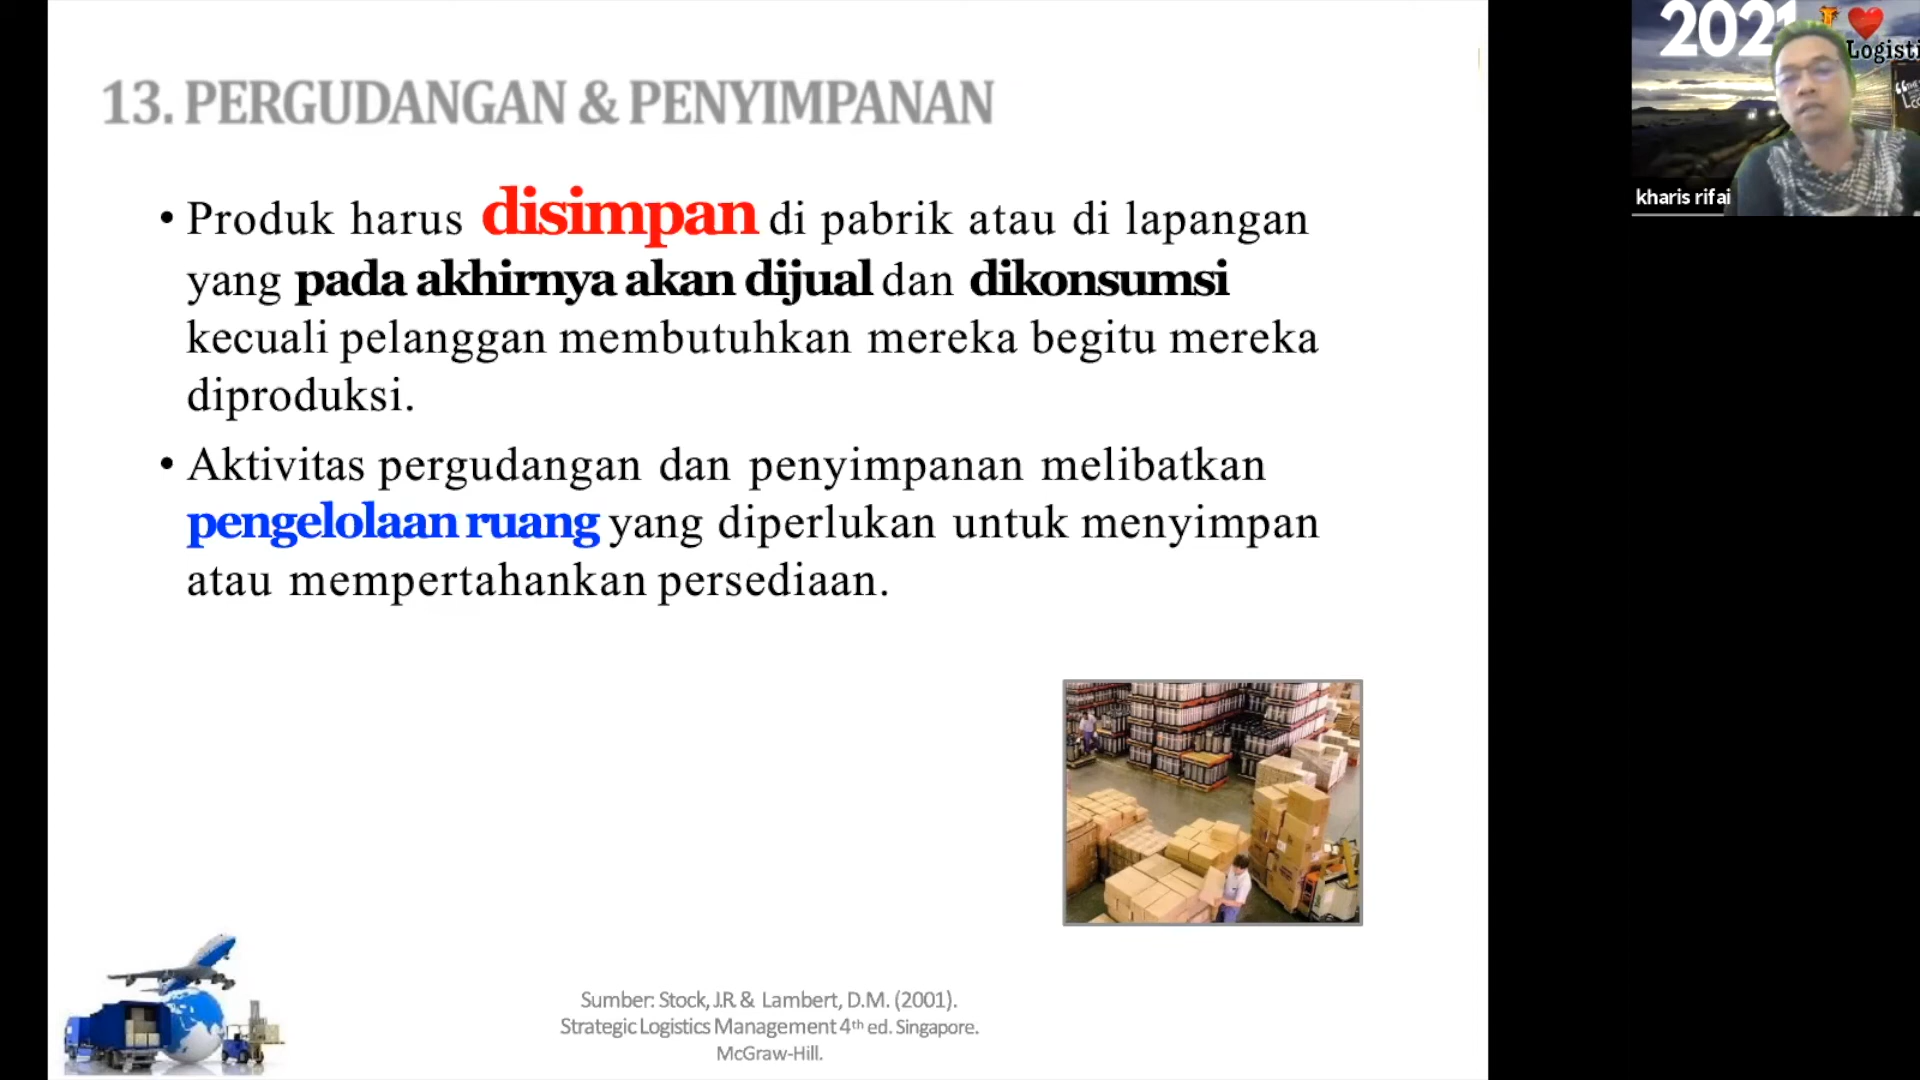 13. PERGUDANGAN & PENYIMPANAN
• Produk harus disimpan di pabrik atau di lapangan
yang pada akhirnya akan dijual dan dikonsumsi
kecuali pelanggan membutuhkan mereka begitu mereka
diproduksi.
• Aktivitas pergudangan dan penyimpanan melibatkan
pengelolaan ruang yang diperlukan untuk menyimpan
atau mempertahankan persediaan.
Sumber: Stock, J.R. & Lambert, D.M. (2001).
Strategic Logistics Management 4th ed. Singapore.
McGraw-Hill.
2021
Logisti
kharis rifai